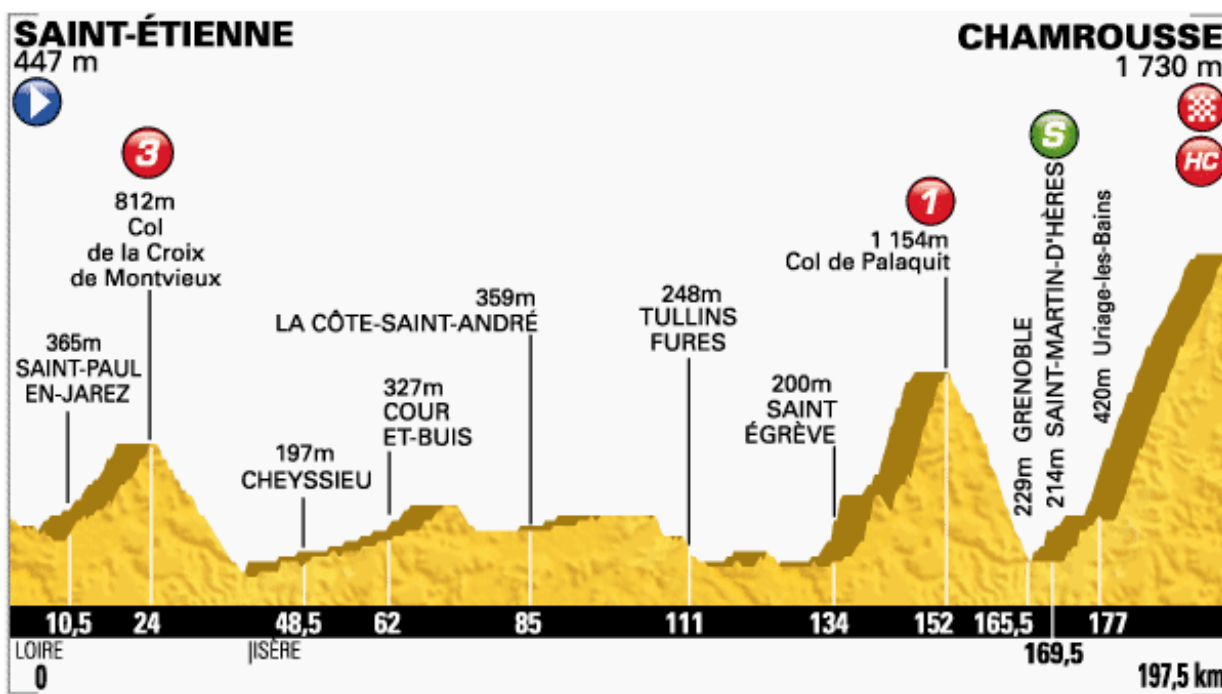 SAINT-ÉTIENNE
447 m
CHAMROUSSE
1 730 m
3
812m
Col
de la Croix
de Montvieux
365m
SAINT-PAUL
EN-JAREZ
197m
CHEYSSIEU
327m
COUR
ET-BUIS
359m
LA CÔTE-SAINT-ANDRÉ
248m
TULLINS
FURES
200m
SAINT
ÉGRÈVE
1
1 154m
Col de Palaquit
229m GRENOBLE
S
214m SAINT-MARTIN-D'HÈRES
420m Uriage-les-Bains
HC
10,5 24 48,5 62 85 111 134 152 165,5 177
LOIRE ISÈRE 169,5
0 197,5 km